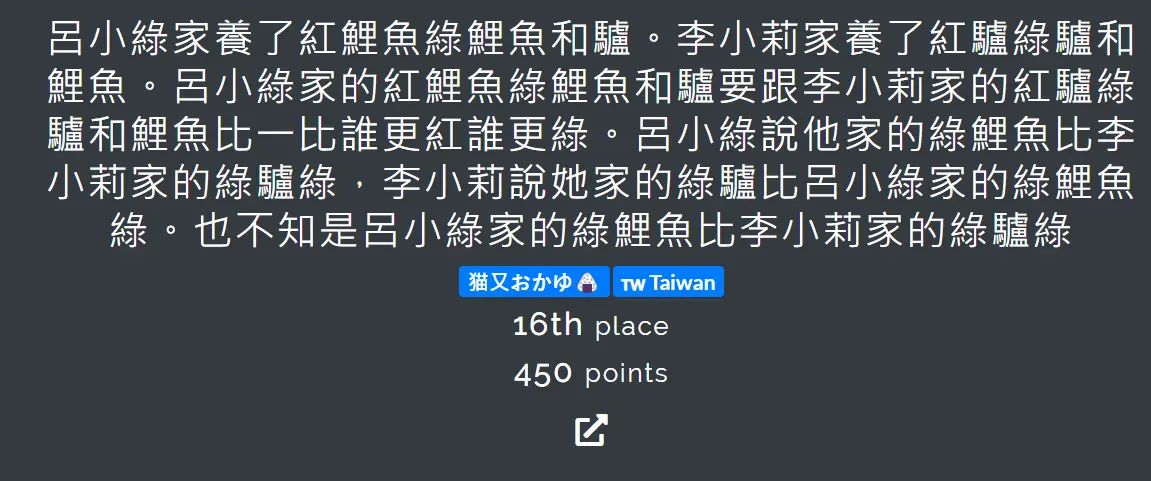 呂小綠家養了紅鯉魚綠鯉魚和驢。李小莉家養了紅驢綠驢和
鯉魚。呂小綠家的紅鯉魚綠鯉魚和驢要跟李小莉家的紅驢綠
驢和鯉魚比一比誰更紅誰更綠。呂小綠說他家的綠鯉魚比李
小莉家的綠驢綠，李小莉說她家的綠驢比呂小綠家的綠鯉魚
綠。也不知是呂小綠家的綠鯉魚比李小莉家的綠驢綠
猫又おかゆ🍙 TW Taiwan
16th place
450 points